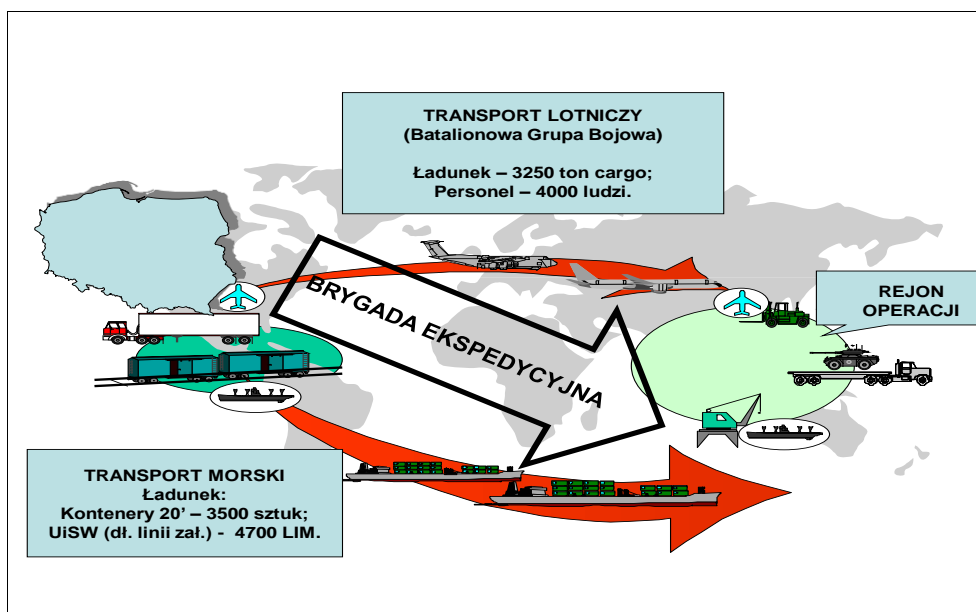 TRANSPORT LOTNICZY
(Batalionowa Grupa Bojowa)
Ładunek – 3250 ton cargo;
Personel – 4000 ludzi.
BRYGADA EKSPEDYCYJNA
REJON
OPERACJI
TRANSPORT MORSKI
Ładunek:
Kontenery 20’ – 3500 sztuk;
UiSW (dł. linii zał.) - 4700 LIM.